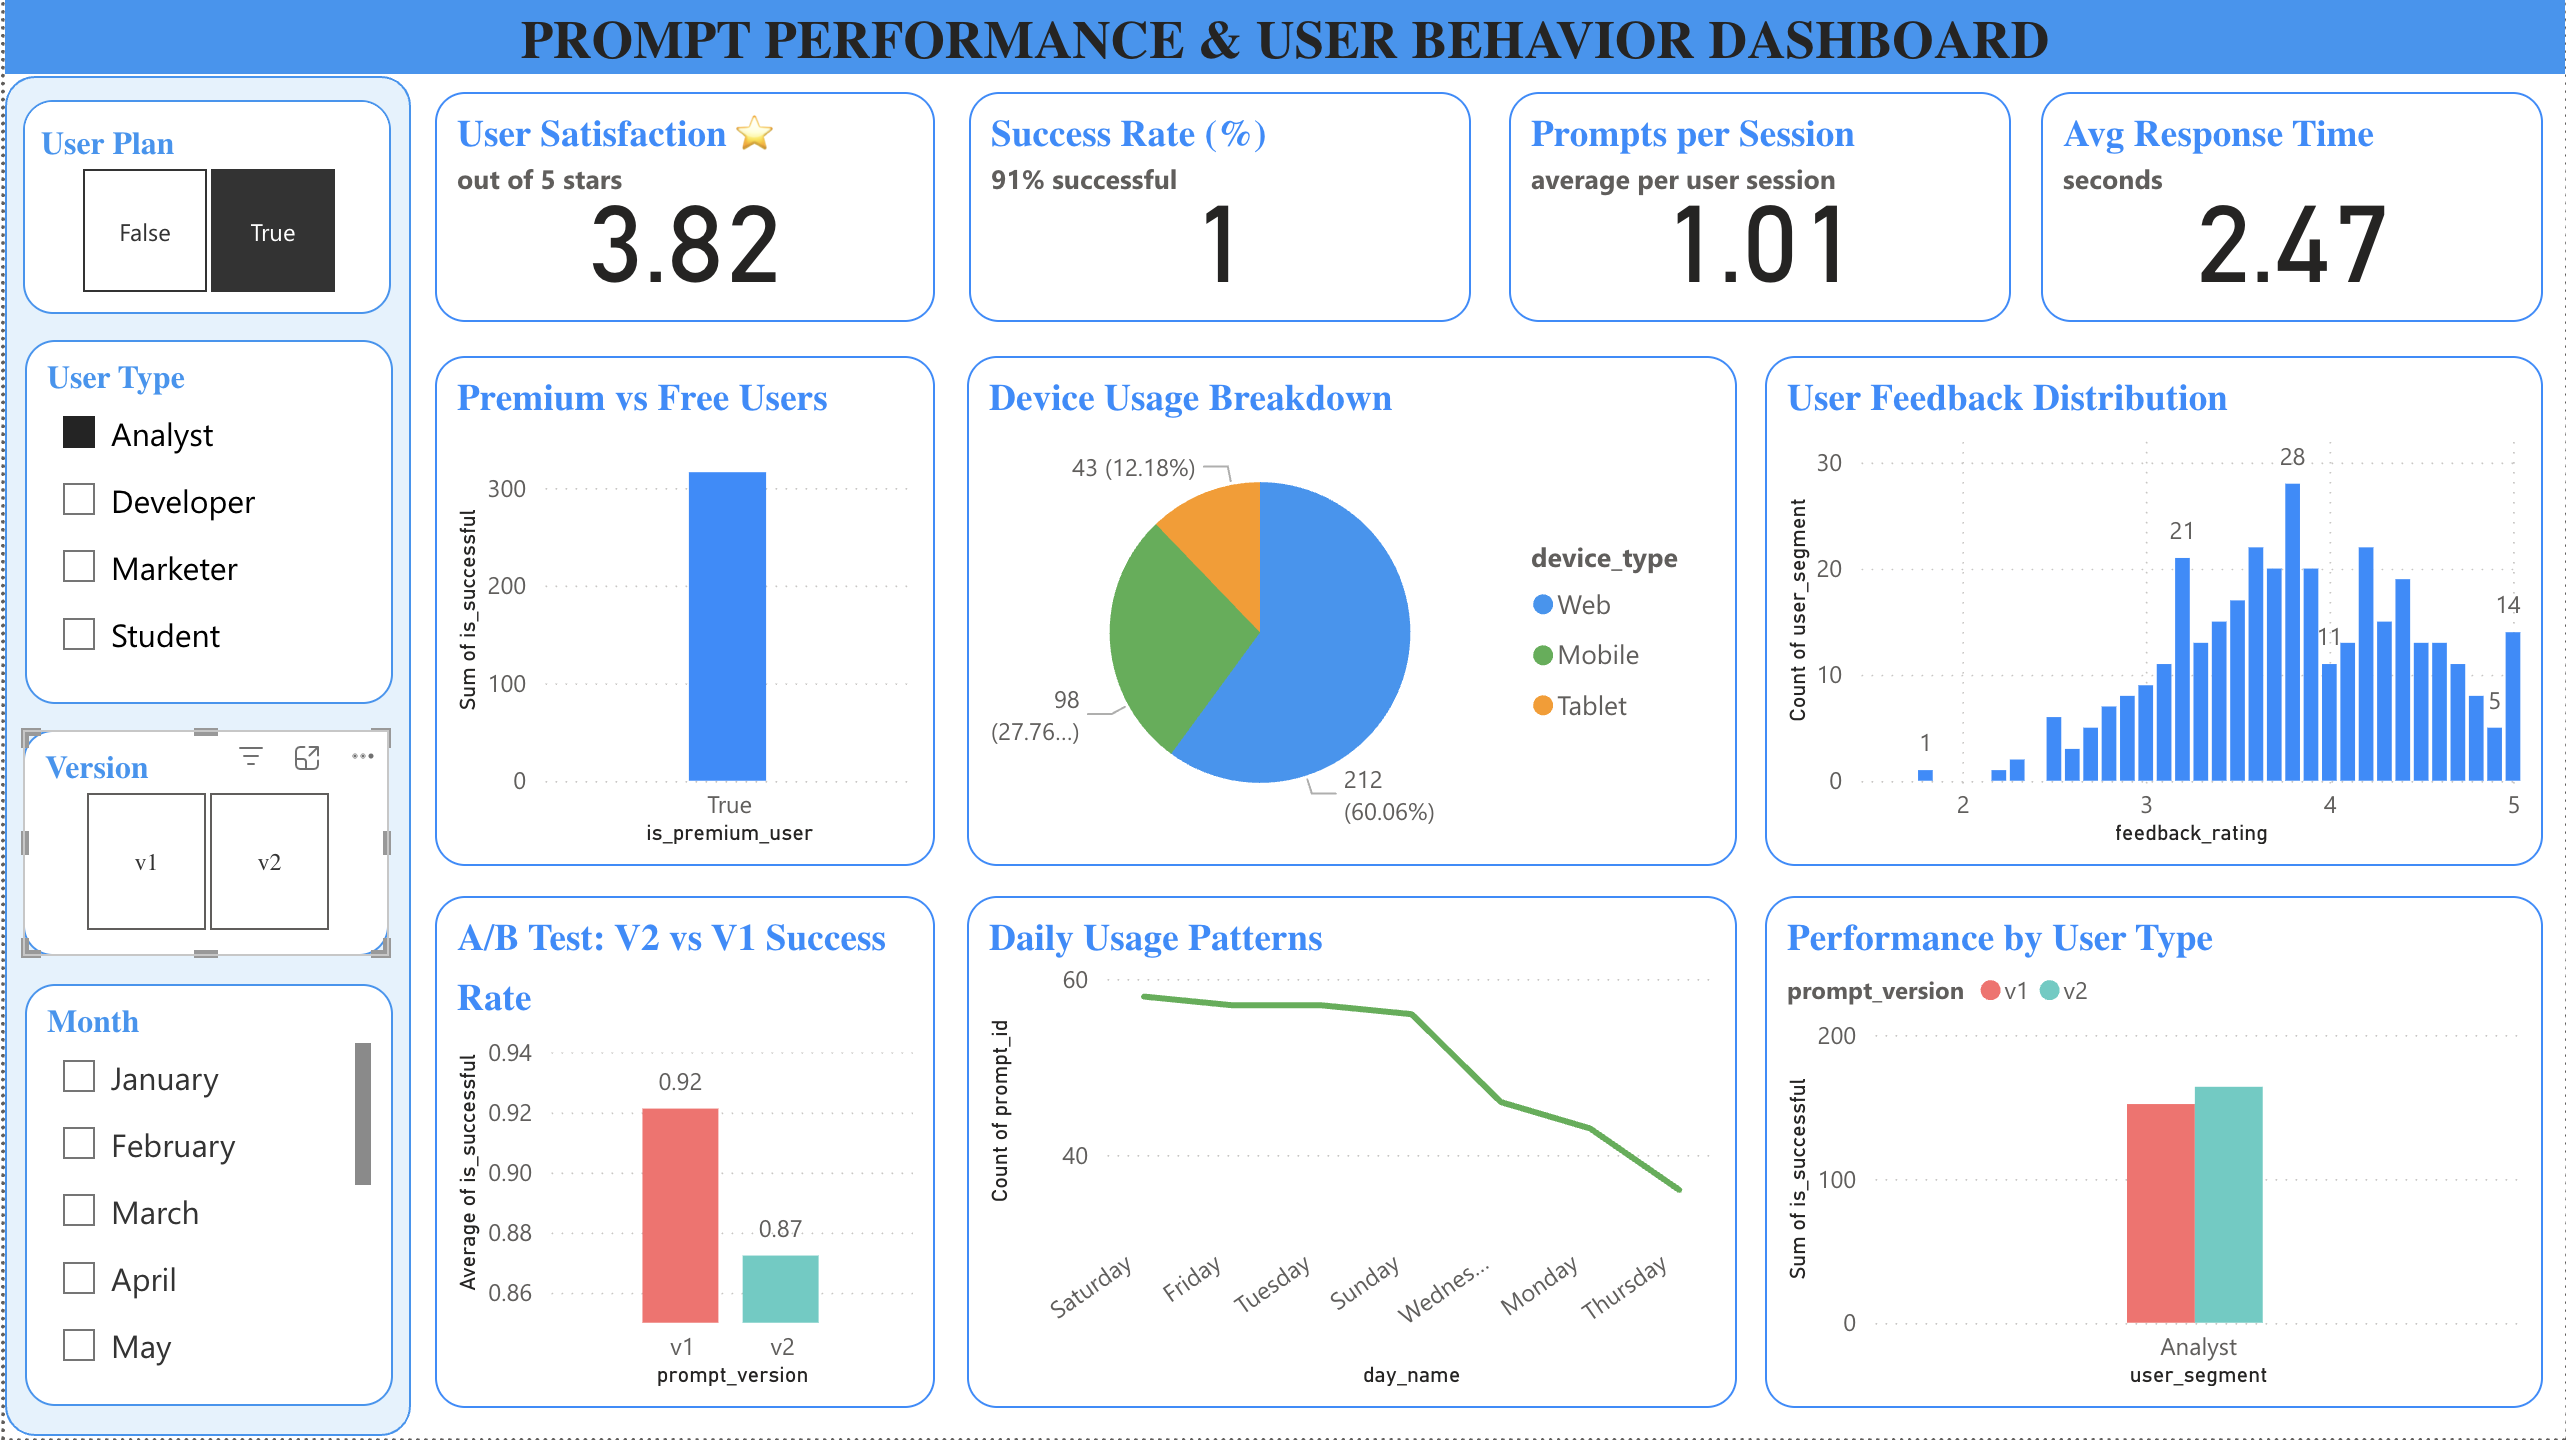 PROMPT PERFORMANCE & USER BEHAVIOR DASHBOARD
User Plan
False
True
User Type
Analyst
Developer
Marketer
Student
Version
v1
v2
Month
January
February
March
April
May
User Satisfaction ⭐
out of 5 stars
3.82
Success Rate (%)
91% successful
1
Prompts per Session
average per user session
1.01
Avg Response Time
seconds
2.47
Premium vs Free Users
Sum of is_successful
300
200
100
0
True
is_premium_user
Device Usage Breakdown
43 (12.18%)
98
(27.76...)
212
(60.06%)
device_type
Web
Mobile
Tablet
User Feedback Distribution
Count of user_segment
30
20
10
0
1
21
28
11
5
14
2
3
4
5
feedback_rating
A/B Test: V2 vs V1 Success
Rate
Average of is_successful
0.94
0.92
0.90
0.88
0.86
0.92
0.87
v1
v2
prompt_version
Daily Usage Patterns
Count of prompt_id
60
40
Saturday
Friday
Tuesday
Sunday
Wednes...
Monday
Thursday
day_name
Performance by User Type
prompt_version v1 v2
Sum of is_successful
200
100
0
Analyst
user_segment